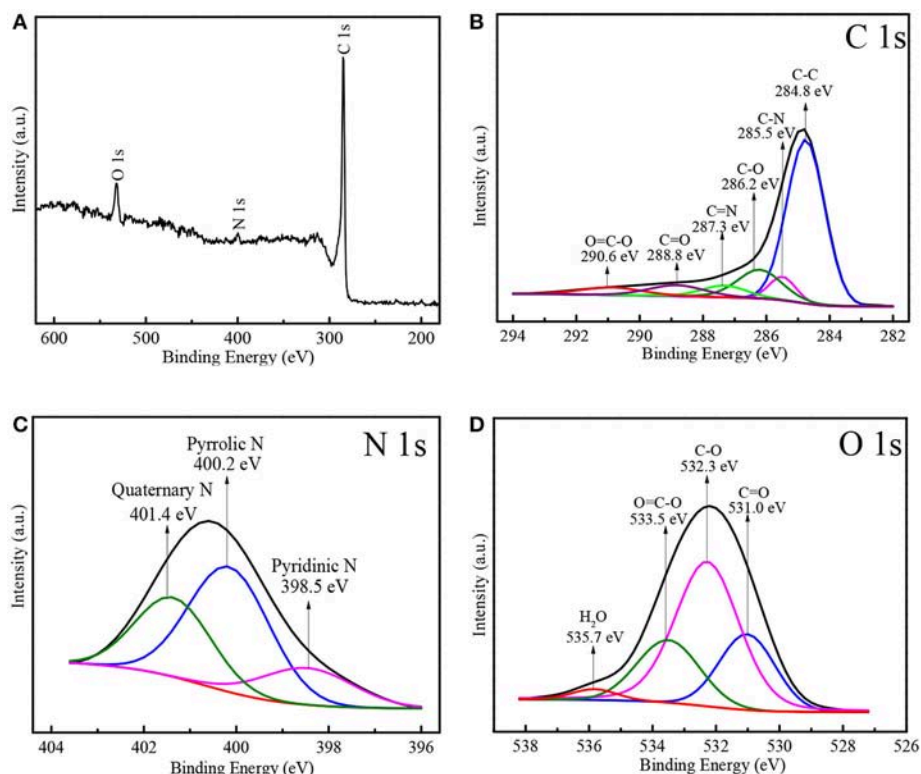 A
O 1s
N 1s
C 1s
Intensity (a.u.)
600 500 400 300 200
Binding Energy (eV)
B
C 1s
C-C
284.8 eV
C-N
285.5 eV
C-O
286.2 eV
C=N
287.3 eV
C=O
288.8 eV
O=C-O
290.6 eV
Intensity (a.u.)
294 292 290 288 286 284 282
Binding Energy (eV)
C
N 1s
Pyrrolic N
400.2 eV
Quaternary N
401.4 eV
Pyridinic N
398.5 eV
Intensity (a.u.)
404 402 400 398 396
Binding Energy (eV)
D
O 1s
C-O
532.3 eV
O=C-O
533.5 eV
C=O
531.0 eV
H₂O
535.7 eV
Intensity (a.u.)
538 536 534 532 530 528 526
Binding Energy (eV)